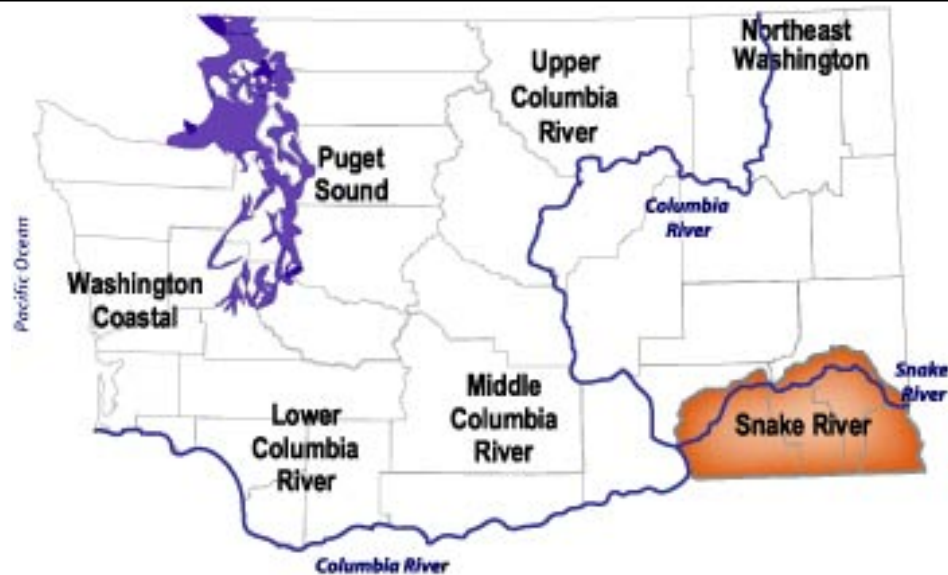 Northeast
Washington
Upper
Columbia
River
Puget
Sound
Columbia
River
Pacific Ocean
Washington
Coastal
Snake
River
Middle
Columbia
River
Lower
Columbia
River
Snake River
Columbia River